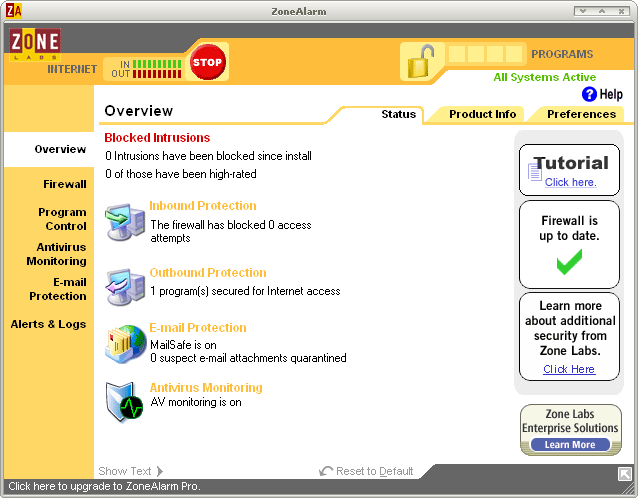 ZA
ZoneAlarm
ZONE
LABS
INTERNET
IN
OUT
STOP
PROGRAMS
All Systems Active
? Help
Overview
Status
Product Info
Preferences
Overview
Firewall
Program
Control
Antivirus
Monitoring
E-mail
Protection
Alerts & Logs
Blocked Intrusions
0 Intrusions have been blocked since install
0 of those have been high-rated
Inbound Protection
The firewall has blocked 0 access
attempts
Outbound Protection
1 program(s) secured for Internet access
E-mail Protection
MailSafe is on
0 suspect e-mail attachments quarantined
Antivirus Monitoring
AV monitoring is on
Tutorial
Click here.
Firewall is
up to date.
Learn more
about additional
security from
Zone Labs.
Click Here
Zone Labs
Enterprise Solutions
Learn More
Show Text
Reset to Default
Click here to upgrade to ZoneAlarm Pro.